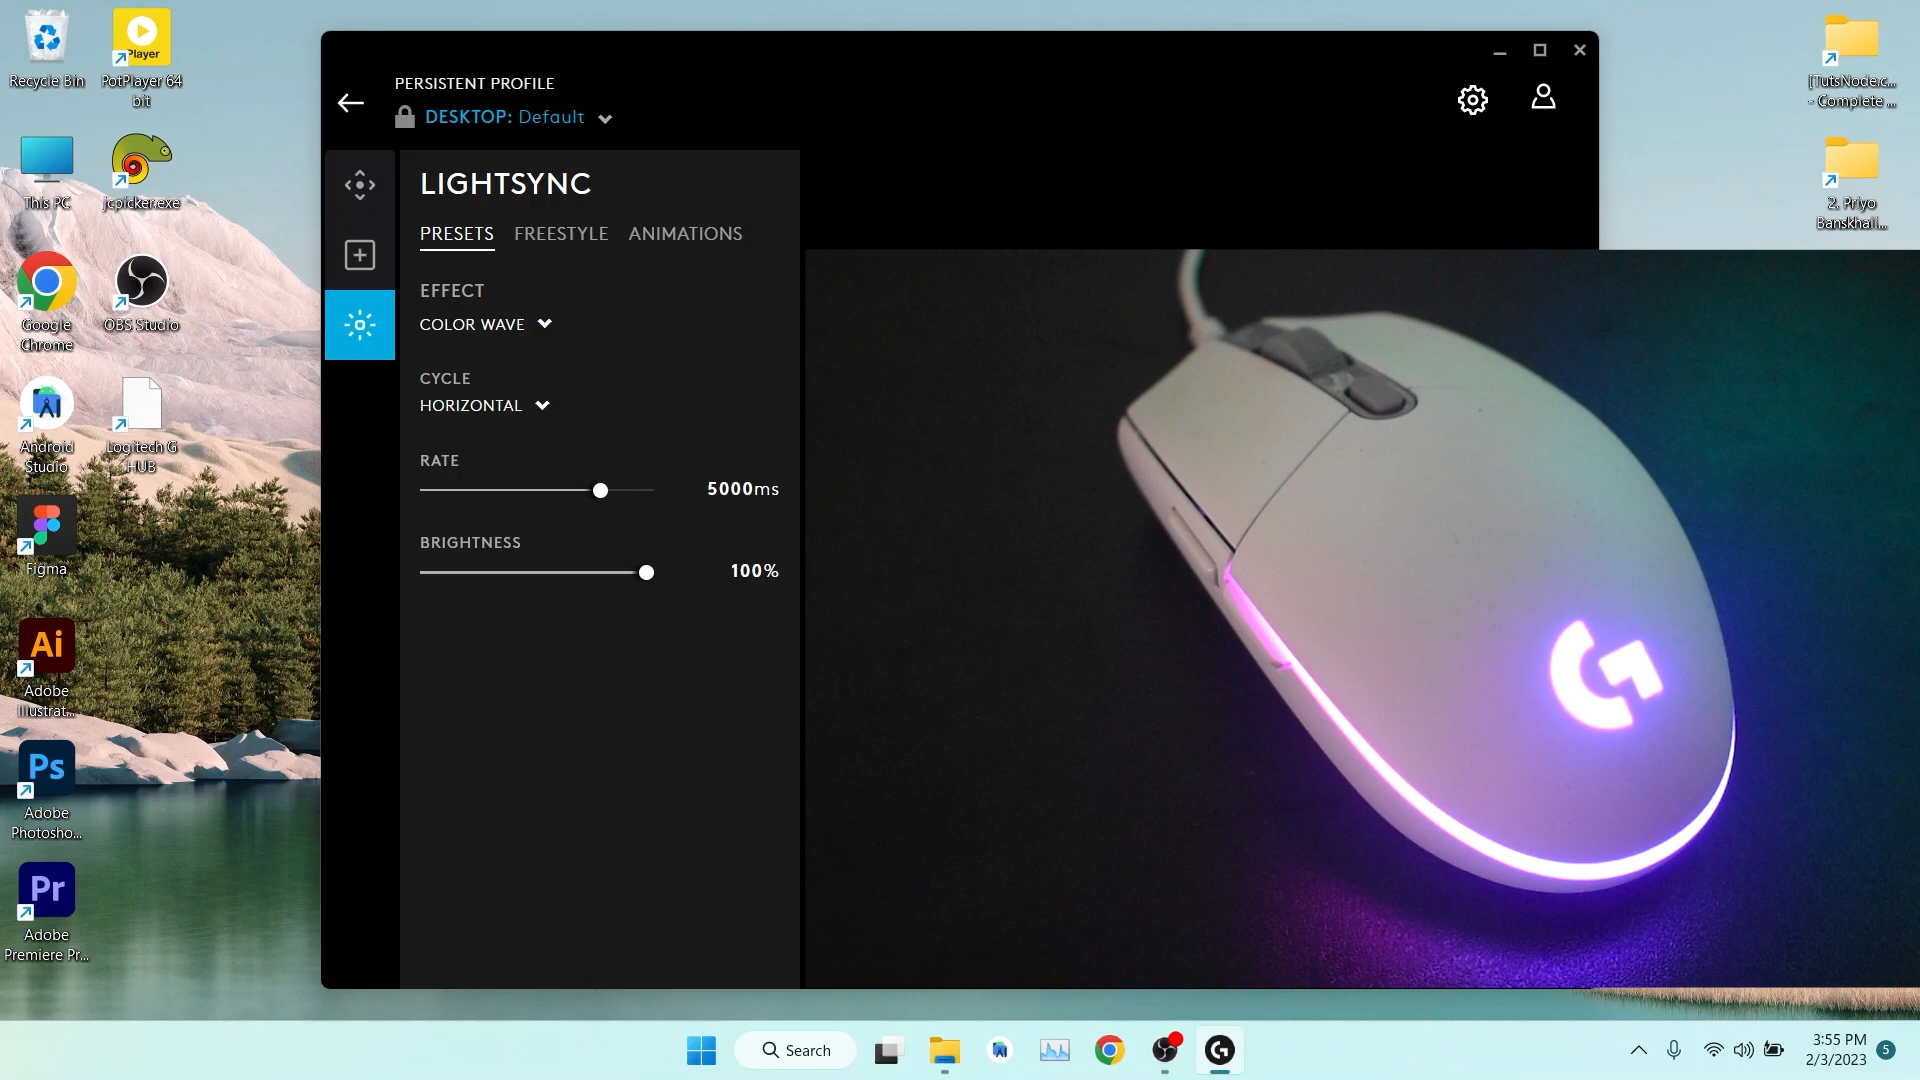 Recycle Bin
Player
PotPlayer 64
bit
This PC
jcpicker.exe
Google
Chrome
OBS Studio
Android
Studio
Logitech G
HUB
Figma
Ai
Adobe
Illustrat...
Ps
Adobe
Photosho...
Pr
Adobe
Premiere Pr...
PERSISTENT PROFILE
DESKTOP: Default
LIGHTSYNC
PRESETS FREESTYLE ANIMATIONS
EFFECT
COLOR WAVE
CYCLE
HORIZONTAL
RATE
5000ms
BRIGHTNESS
100%
[TutsNode.c...
- Complete ...
2. Priyo
Banskhali...
Search
3:55 PM
2/3/2023
5